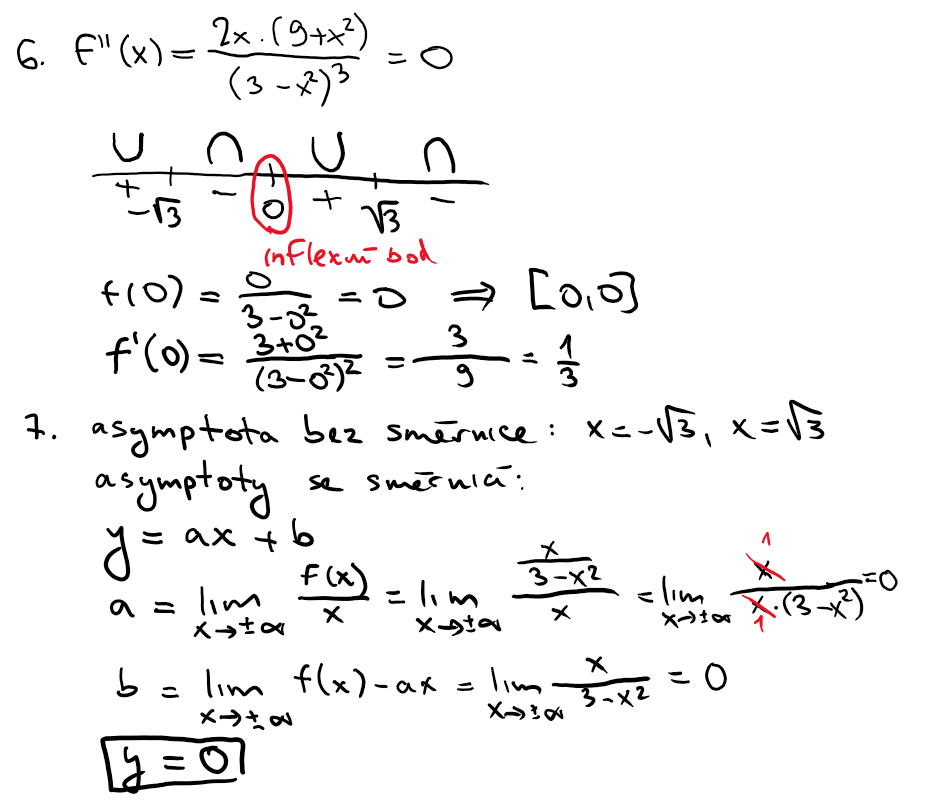 6. f''(x) = 2x·(9+x²) / (3-x²)³ = 0
∪ ∩ ∪ ∩
+ -√3 - 0 + √3 -
inflexní bod
f(0) = 0 / (3-0²) = 0 ⇒ [0,0]
f'(0) = (3+0²) / (3-0²)² = 3/9 = 1/3
7. asymptota bez směrnice: x=-√3, x=√3
asymptoty se směrnicí:
y = ax + b
a = lim x→±∞ f(x)/x = lim x→±∞ (x/(3-x²))/x = lim x→±∞ x 1 / (x 1·(3-x²)) = 0
b = lim x→±∞ f(x)-ax = lim x→±∞ x/(3-x²) = 0
y = 0